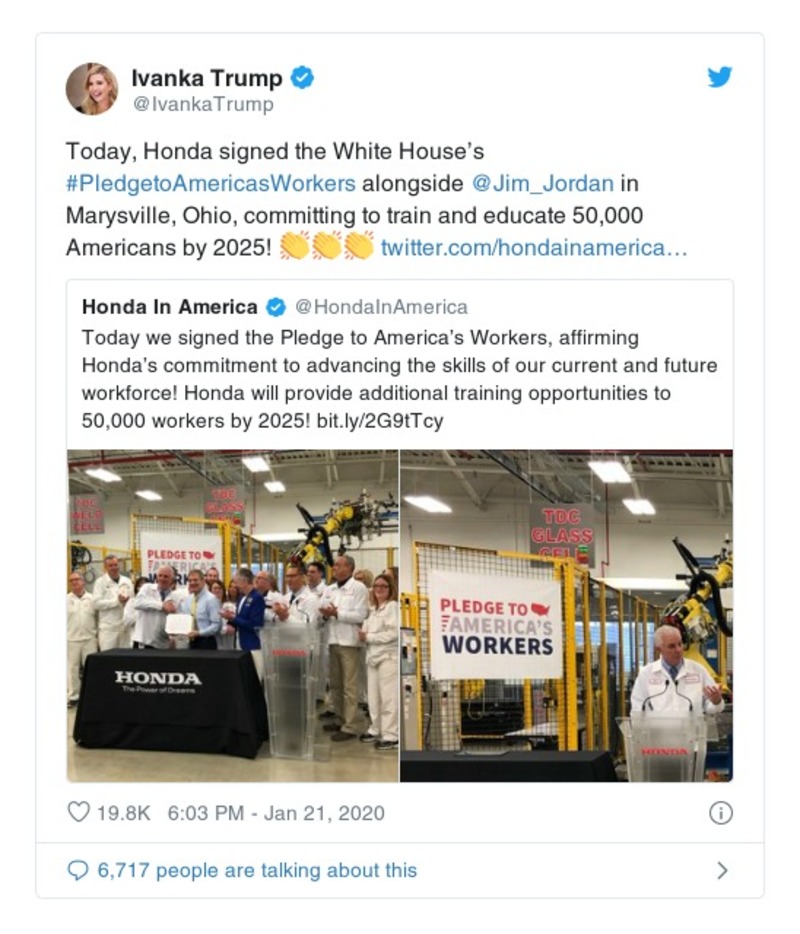 Ivanka Trump
@IvankaTrump
Today, Honda signed the White House's
#PledgetoAmericasWorkers alongside @Jim_Jordan in
Marysville, Ohio, committing to train and educate 50,000
Americans by 2025! 👏👏👏 twitter.com/hondainamerica…
Honda In America @HondaInAmerica
Today we signed the Pledge to America's Workers, affirming
Honda's commitment to advancing the skills of our current and future
workforce! Honda will provide additional training opportunities to
50,000 workers by 2025! bit.ly/2G9tTcy
TDC
WELD
CELL
TDC
GLASS
PLEDGE TO
AMERICA'S
HONDA
The Power of Dreams
HONDA
TDC
GLASS
CELL
PLEDGE TO
AMERICA'S
WORKERS
HONDA
19.8K 6:03 PM - Jan 21, 2020
6,717 people are talking about this